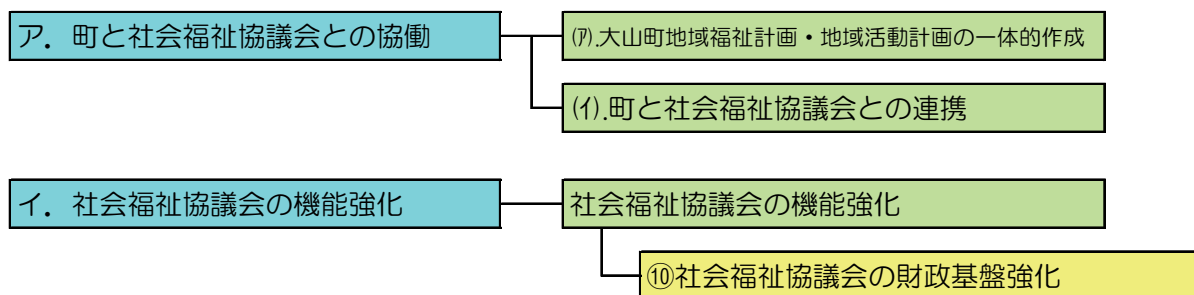 ア．町と社会福祉協議会との協働
(ｱ).大山町地域福祉計画・地域活動計画の一体的作成
(ｲ).町と社会福祉協議会との連携
イ．社会福祉協議会の機能強化
社会福祉協議会の機能強化
⑩社会福祉協議会の財政基盤強化